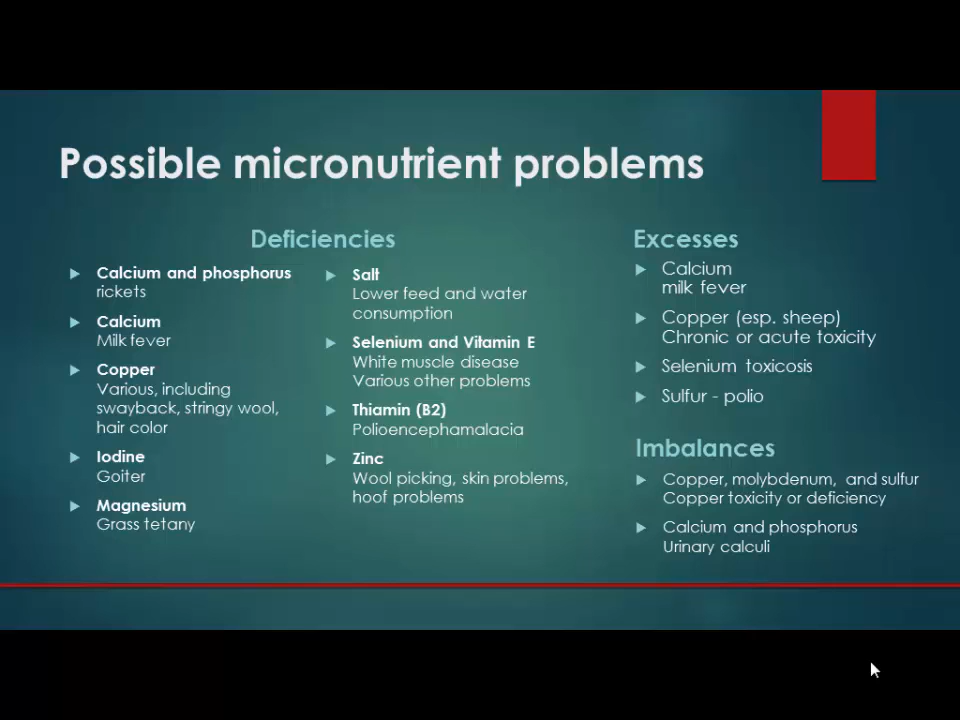 Possible micronutrient problems
Deficiencies
Calcium and phosphorus
rickets
Calcium
Milk fever
Copper
Various, including
swayback, stringy wool,
hair color
Iodine
Goiter
Magnesium
Grass tetany
Salt
Lower feed and water
consumption
Selenium and Vitamin E
White muscle disease
Various other problems
Thiamin (B2)
Polioencephamalacia
Zinc
Wool picking, skin problems,
hoof problems
Excesses
Calcium
milk fever
Copper (esp. sheep)
Chronic or acute toxicity
Selenium toxicosis
Sulfur - polio
Imbalances
Copper, molybdenum, and sulfur
Copper toxicity or deficiency
Calcium and phosphorus
Urinary calculi